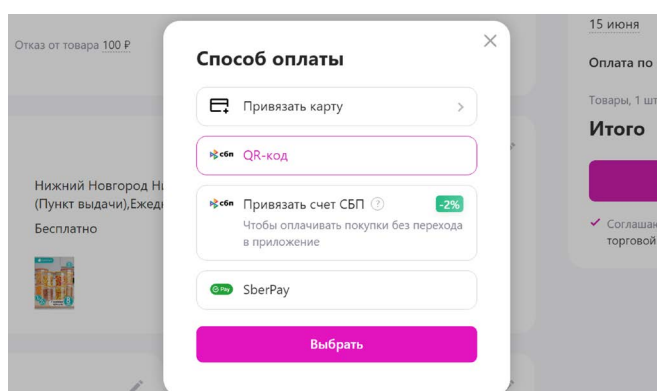 15 июня
Отказ от товара 100 ₽
Способ оплаты
Оплата по
Привязать карту
Товары, 1 шт
Итого
сбп QR-код
Нижний Новгород
(Пункт выдачи),Ежед
Бесплатно
сбп Привязать счет СБП ? -2%
Чтобы оплачивать покупки без перехода
в приложение
Соглашаю
торговой
Pay SberPay
Выбрать